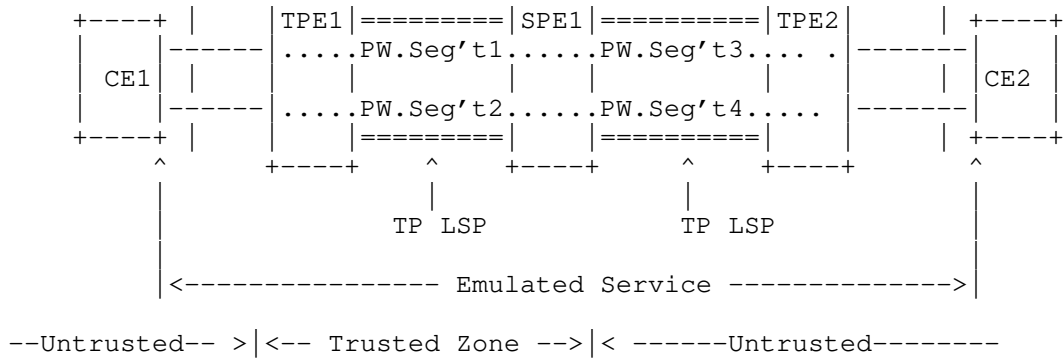 +----+ | | |TPE1|=========|SPE1|==========|TPE2| | | +----+
| |------|.....PW.Seg't1......PW.Seg't3.... .|-------| |
| CE1| | | | | | | | | | |CE2 |
| |------|.....PW.Seg't2......PW.Seg't4..... |-------| |
+----+ | | |=========| |==========| | | +----+
^ +----+ ^ +----+ ^ +----+ ^
| | | |
| TP LSP TP LSP |
| |
|<---------------- Emulated Service -------------->|
--Untrusted-- >|<-- Trusted Zone -->|< ------Untrusted--------